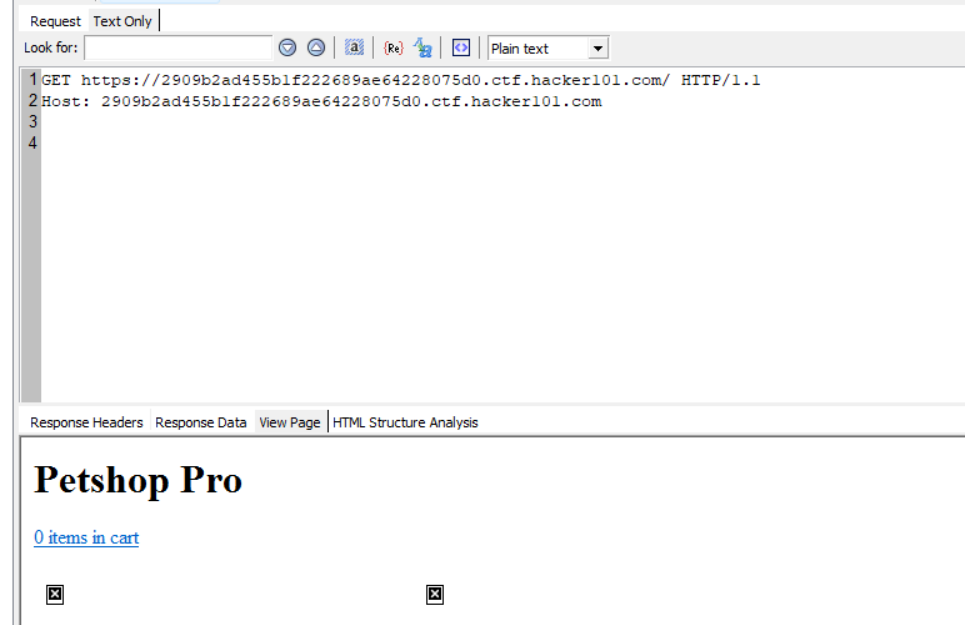 Request Text Only
Look for: {Re} Plain text
1 GET https://2909b2ad455b1f222689ae64228075d0.ctf.hacker101.com/ HTTP/1.1
2 Host: 2909b2ad455b1f222689ae64228075d0.ctf.hacker101.com
3
4
Response Headers Response Data View Page HTML Structure Analysis
Petshop Pro
0 items in cart